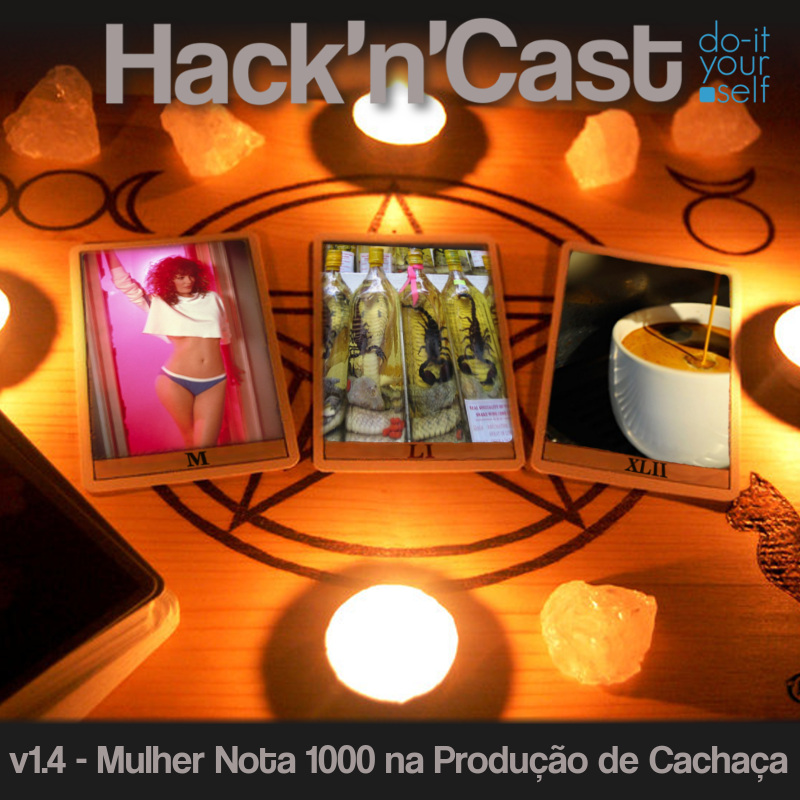 Hack'n'Cast
do-it
your
self
M
LI
XLII
v1.4 - Mulher Nota 1000 na Produção de Cachaça